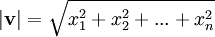 |v| = √(x₁² + x₂² + ... + xₙ²)